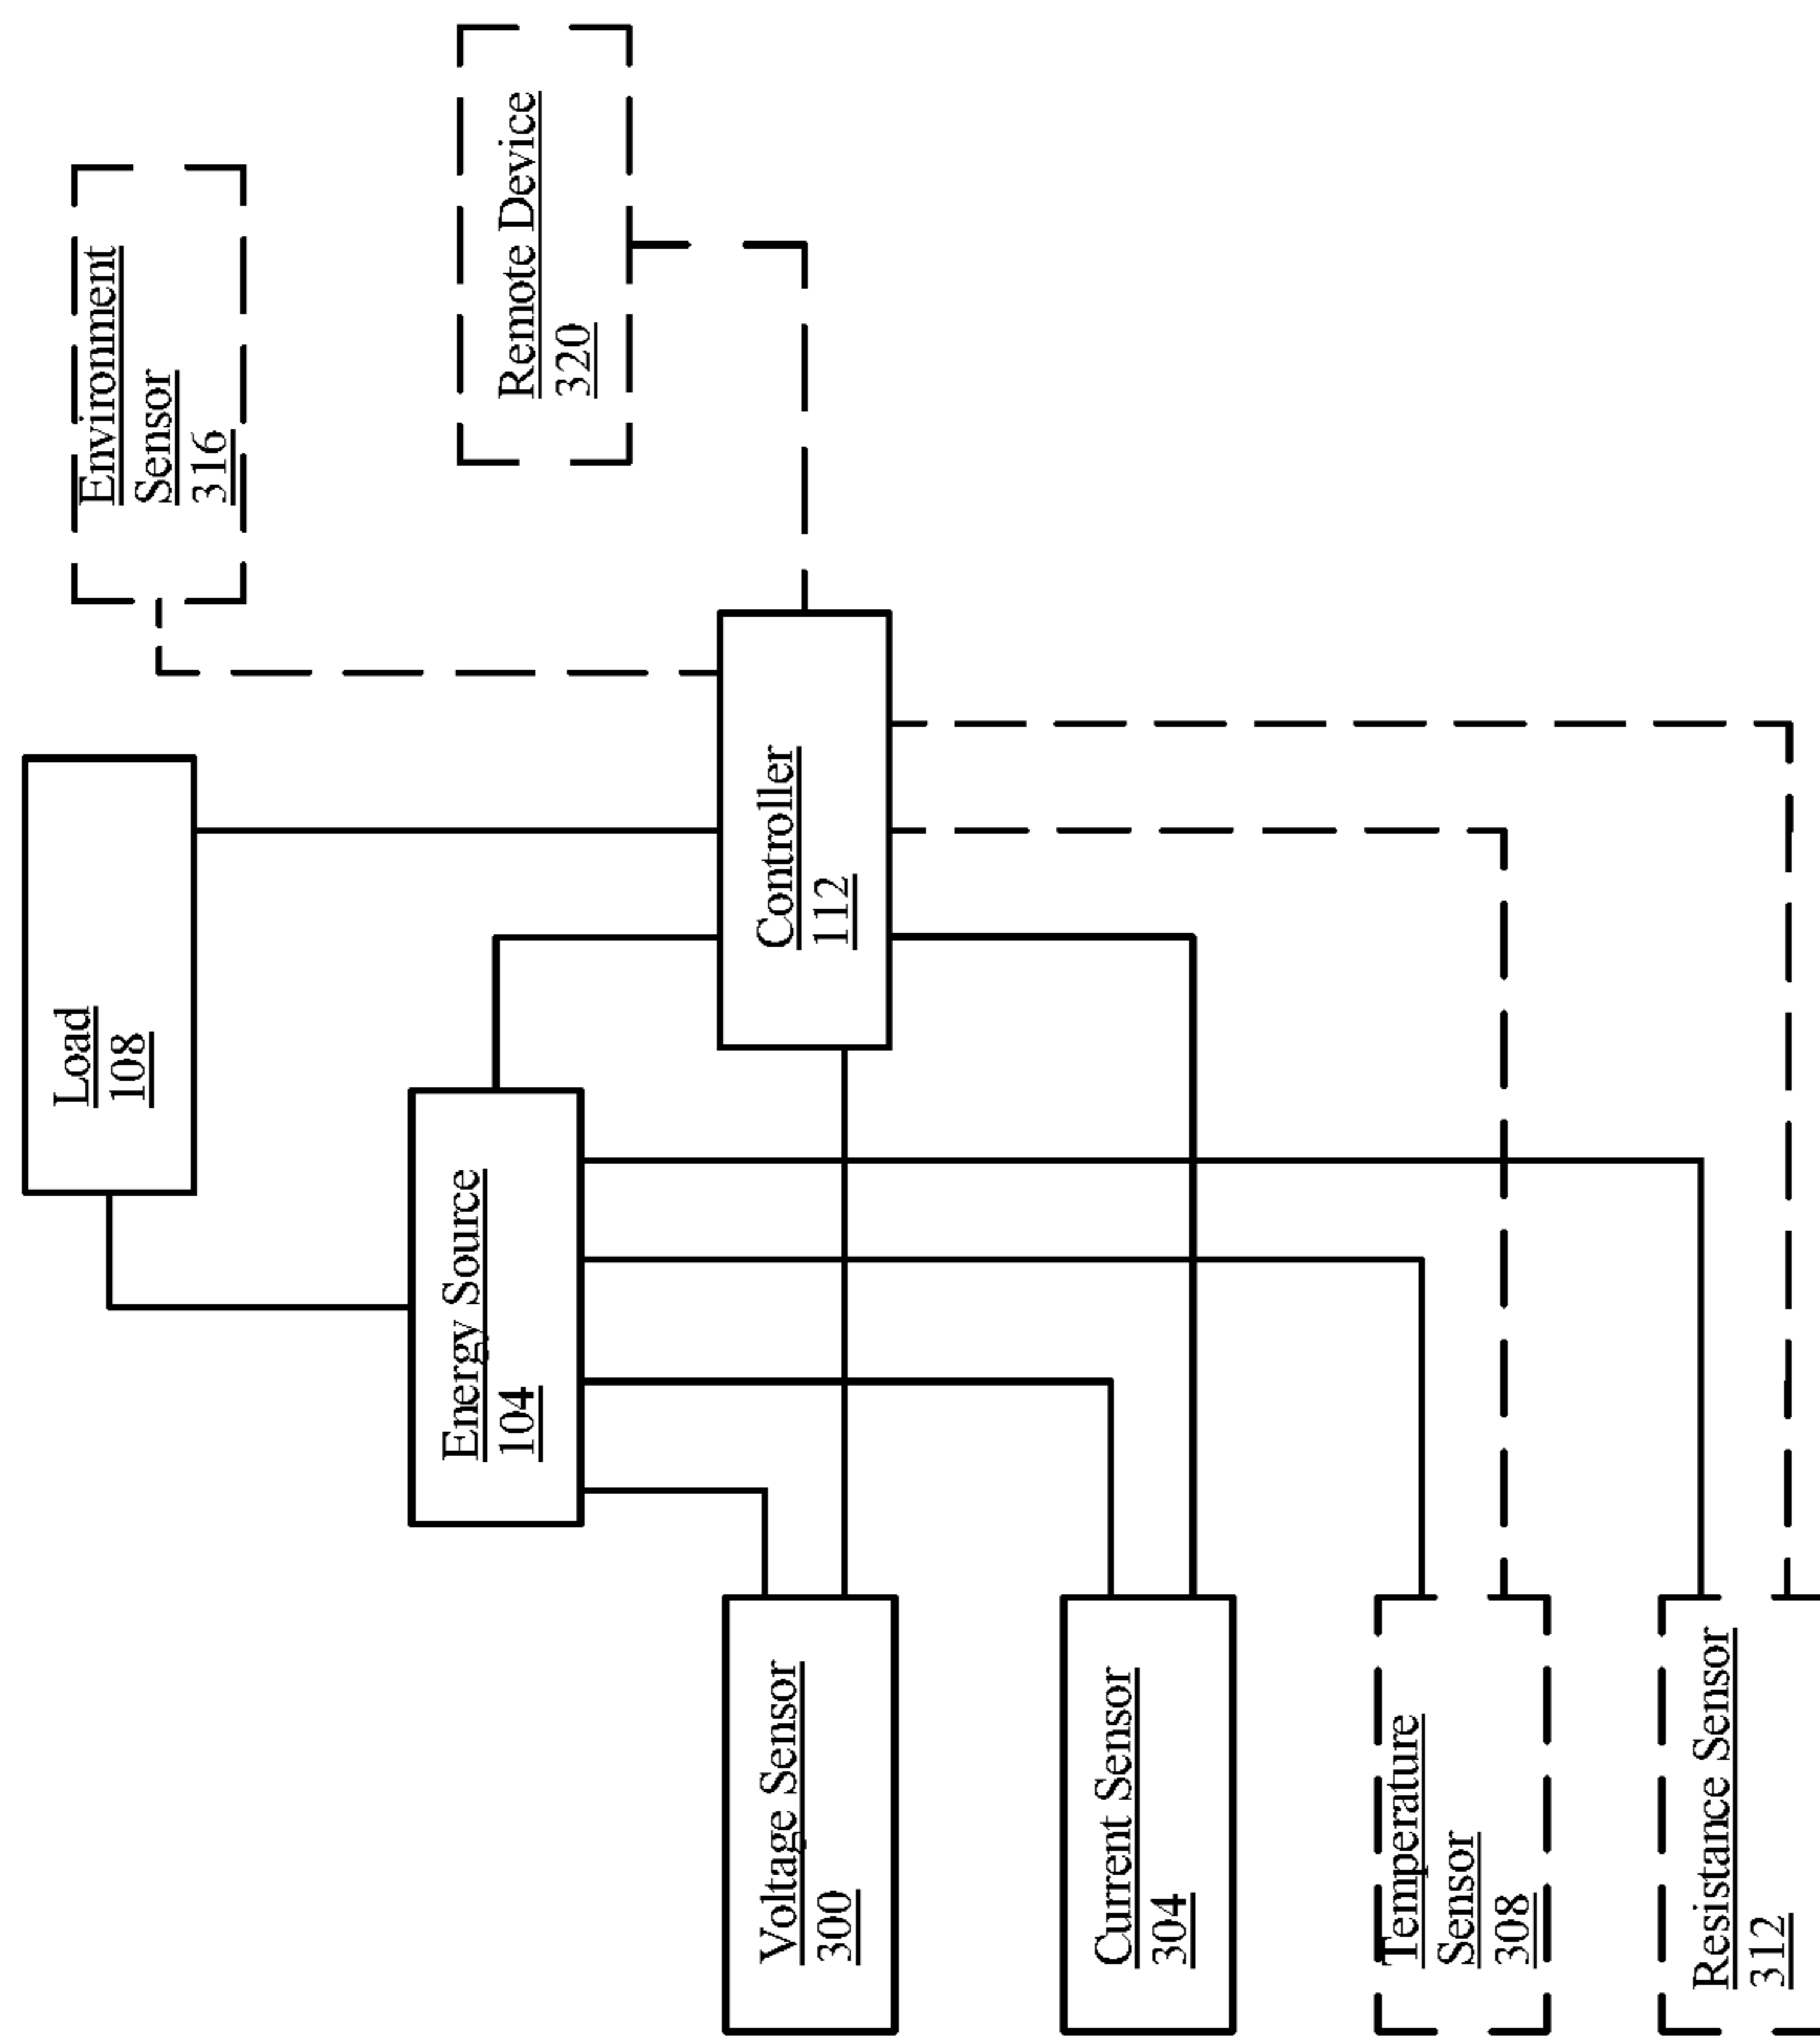 Load
108
Environment
Sensor
316
Energy Source
104
Remote Device
320
Voltage Sensor
300
Controller
112
Current Sensor
304
Temperature
Sensor
308
Resistance Sensor
312